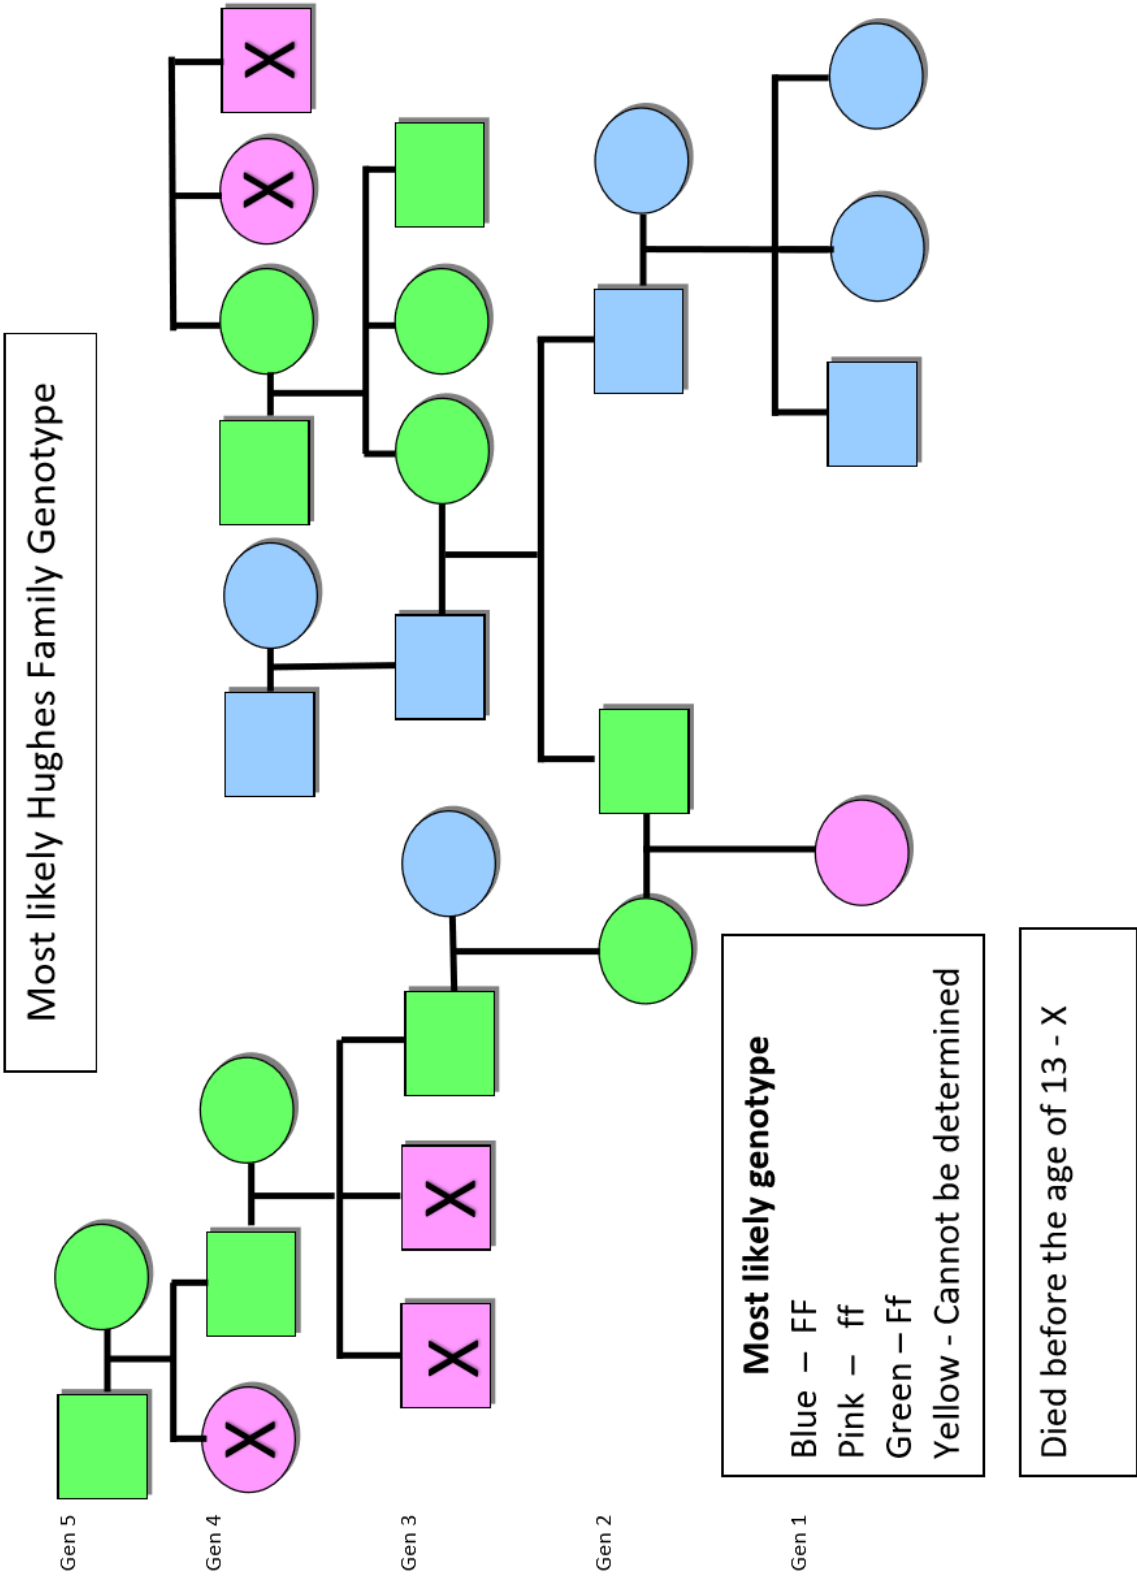 Most likely Hughes Family Genotype
Gen 5
Gen 4
Gen 3
Gen 2
Gen 1
X
X
X
X
X
Most likely genotype
Blue – FF
Pink – ff
Green – Ff
Yellow - Cannot be determined
Died before the age of 13 - X